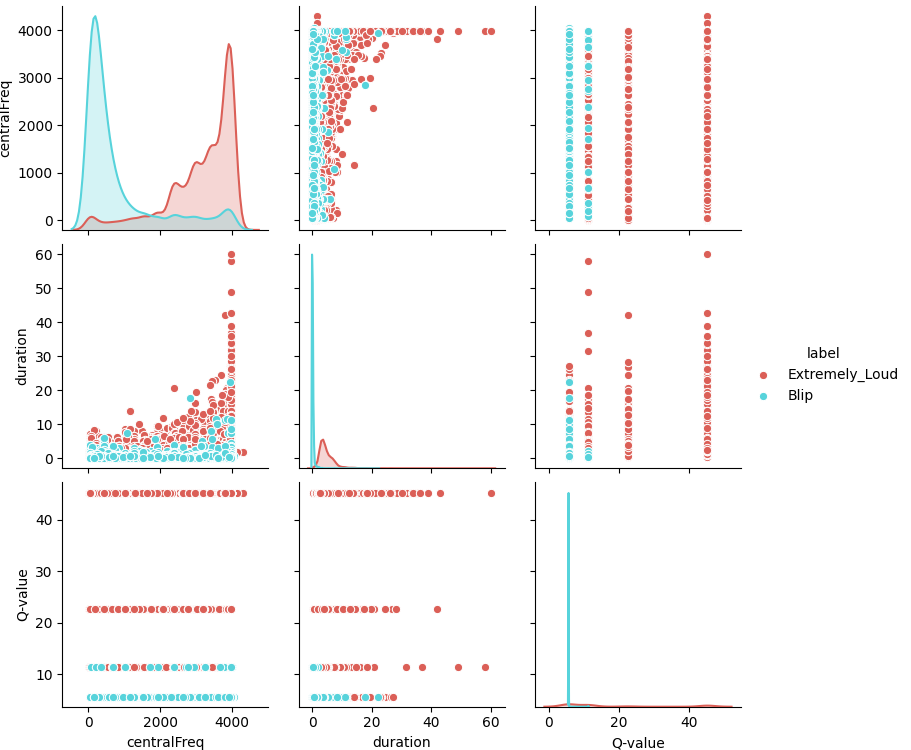 4000
3000
2000
1000
0
centralFreq
60
50
40
30
20
10
0
duration
label
Extremely_Loud
Blip
40
30
20
10
Q-value
0 2000 4000
0 20 40 60
0 20 40
centralFreq
duration
Q-value